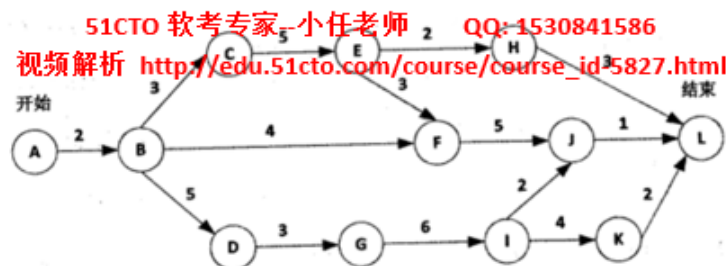 51CTO 软考专家--小任老师 QQ: 1530841586
C 5 E 2 H
视频解析 http://edu.51cto.com/course/course_id-5827.html
3 3 3
开始 结束
A 2 B 4 F 5 J 1 L
5 2 2
D 3 G 6 I 4 K